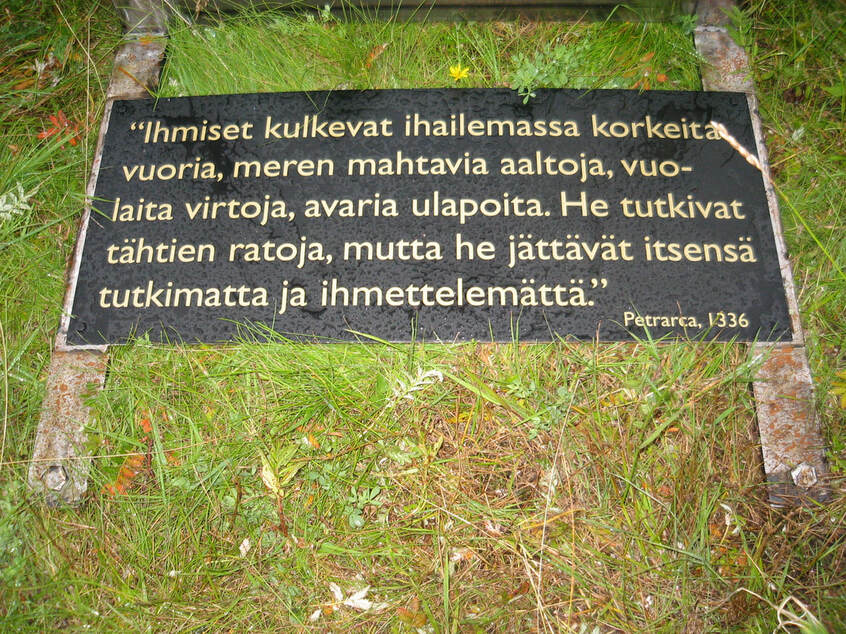 “Ihmiset kulkevat ihailemassa korkeita
vuoria, meren mahtavia aaltoja, vuo-
laita virtoja, avaria ulapoita. He tutkivat
tähtien ratoja, mutta he jättävät itsensä
tutkimatta ja ihmettelemättä.”
Petrarca, 1336